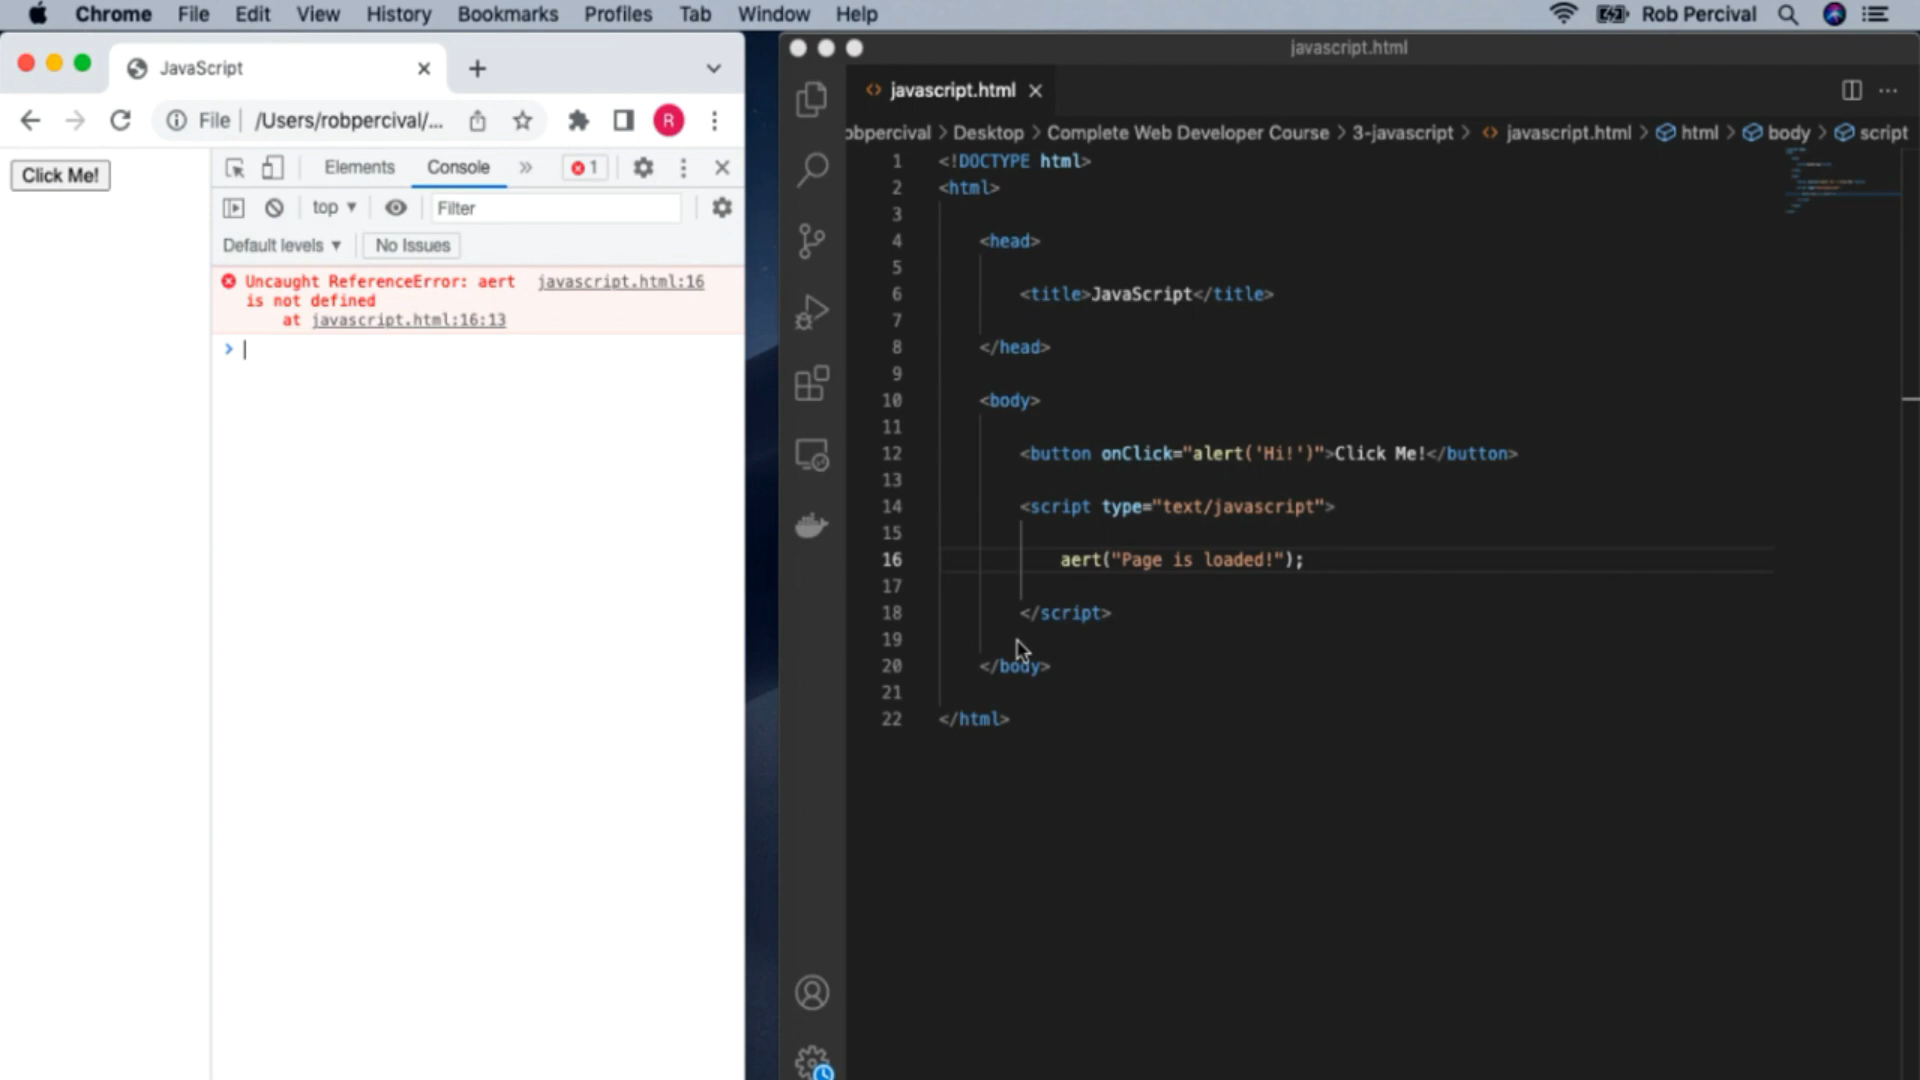 Chrome File Edit View History Bookmarks Profiles Tab Window Help Rob Percival
JavaScript
File /Users/robpercival/...
R
Click Me!
Elements Console 1
top Filter
Default levels No Issues
Uncaught ReferenceError: aert javascript.html:16
is not defined
at javascript.html:16:13
javascript.html
javascript.html
obpercival > Desktop > Complete Web Developer Course > 3-javascript > javascript.html > html > body > script
1 <!DOCTYPE html>
2 <html>
3
4 <head>
5
6 <title>JavaScript</title>
7
8 </head>
9
10 <body>
11
12 <button onClick="alert('Hi!')">Click Me!</button>
13
14 <script type="text/javascript">
15
16 aert("Page is loaded!");
17
18 </script>
19
20 </body>
21
22 </html>